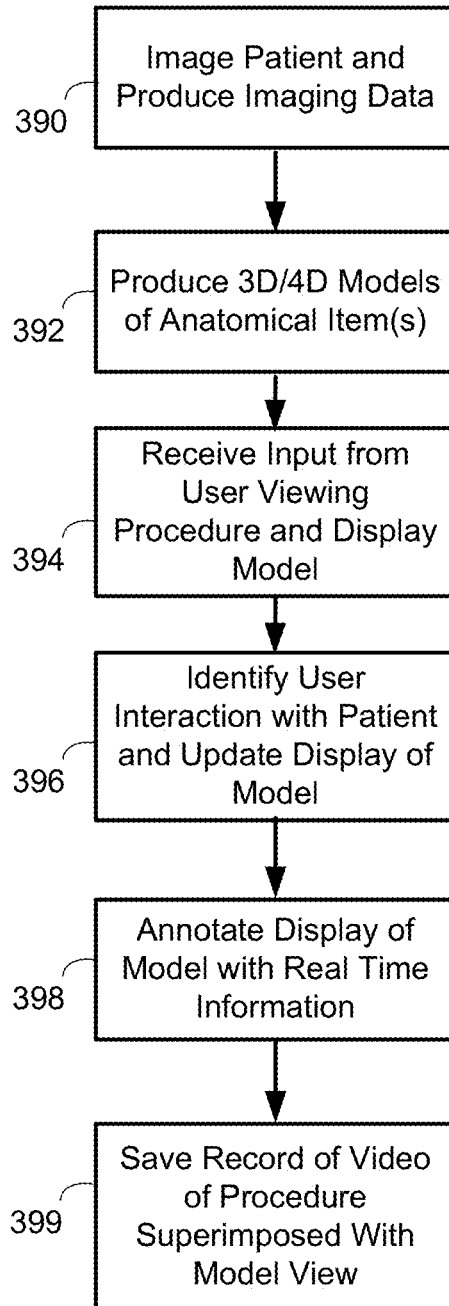 Image Patient and
Produce Imaging Data
390
Produce 3D/4D Models
of Anatomical Item(s)
392
Receive Input from
User Viewing
Procedure and Display
Model
394
Identify User
Interaction with Patient
and Update Display of
Model
396
Annotate Display of
Model with Real Time
Information
398
Save Record of Video
of Procedure
Superimposed With
Model View
399